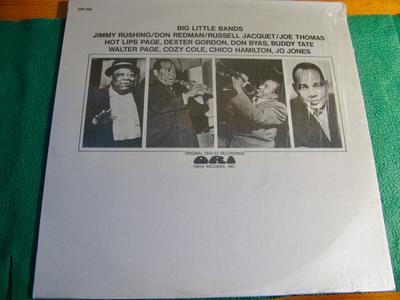 BIG LITTLE BANDS
JIMMY RUSHING/DON REDMAN/RUSSELL JACQUET/JOE THOMAS
HOT LIPS PAGE, DEXTER GORDON, DON BYAS, BUDDY TATE
WALTER PAGE, COZY COLE, CHICO HAMILTON, JO JONES
ORIGINAL 1945-52 RECORDINGS
ORI
ONYX RECORDS, INC.